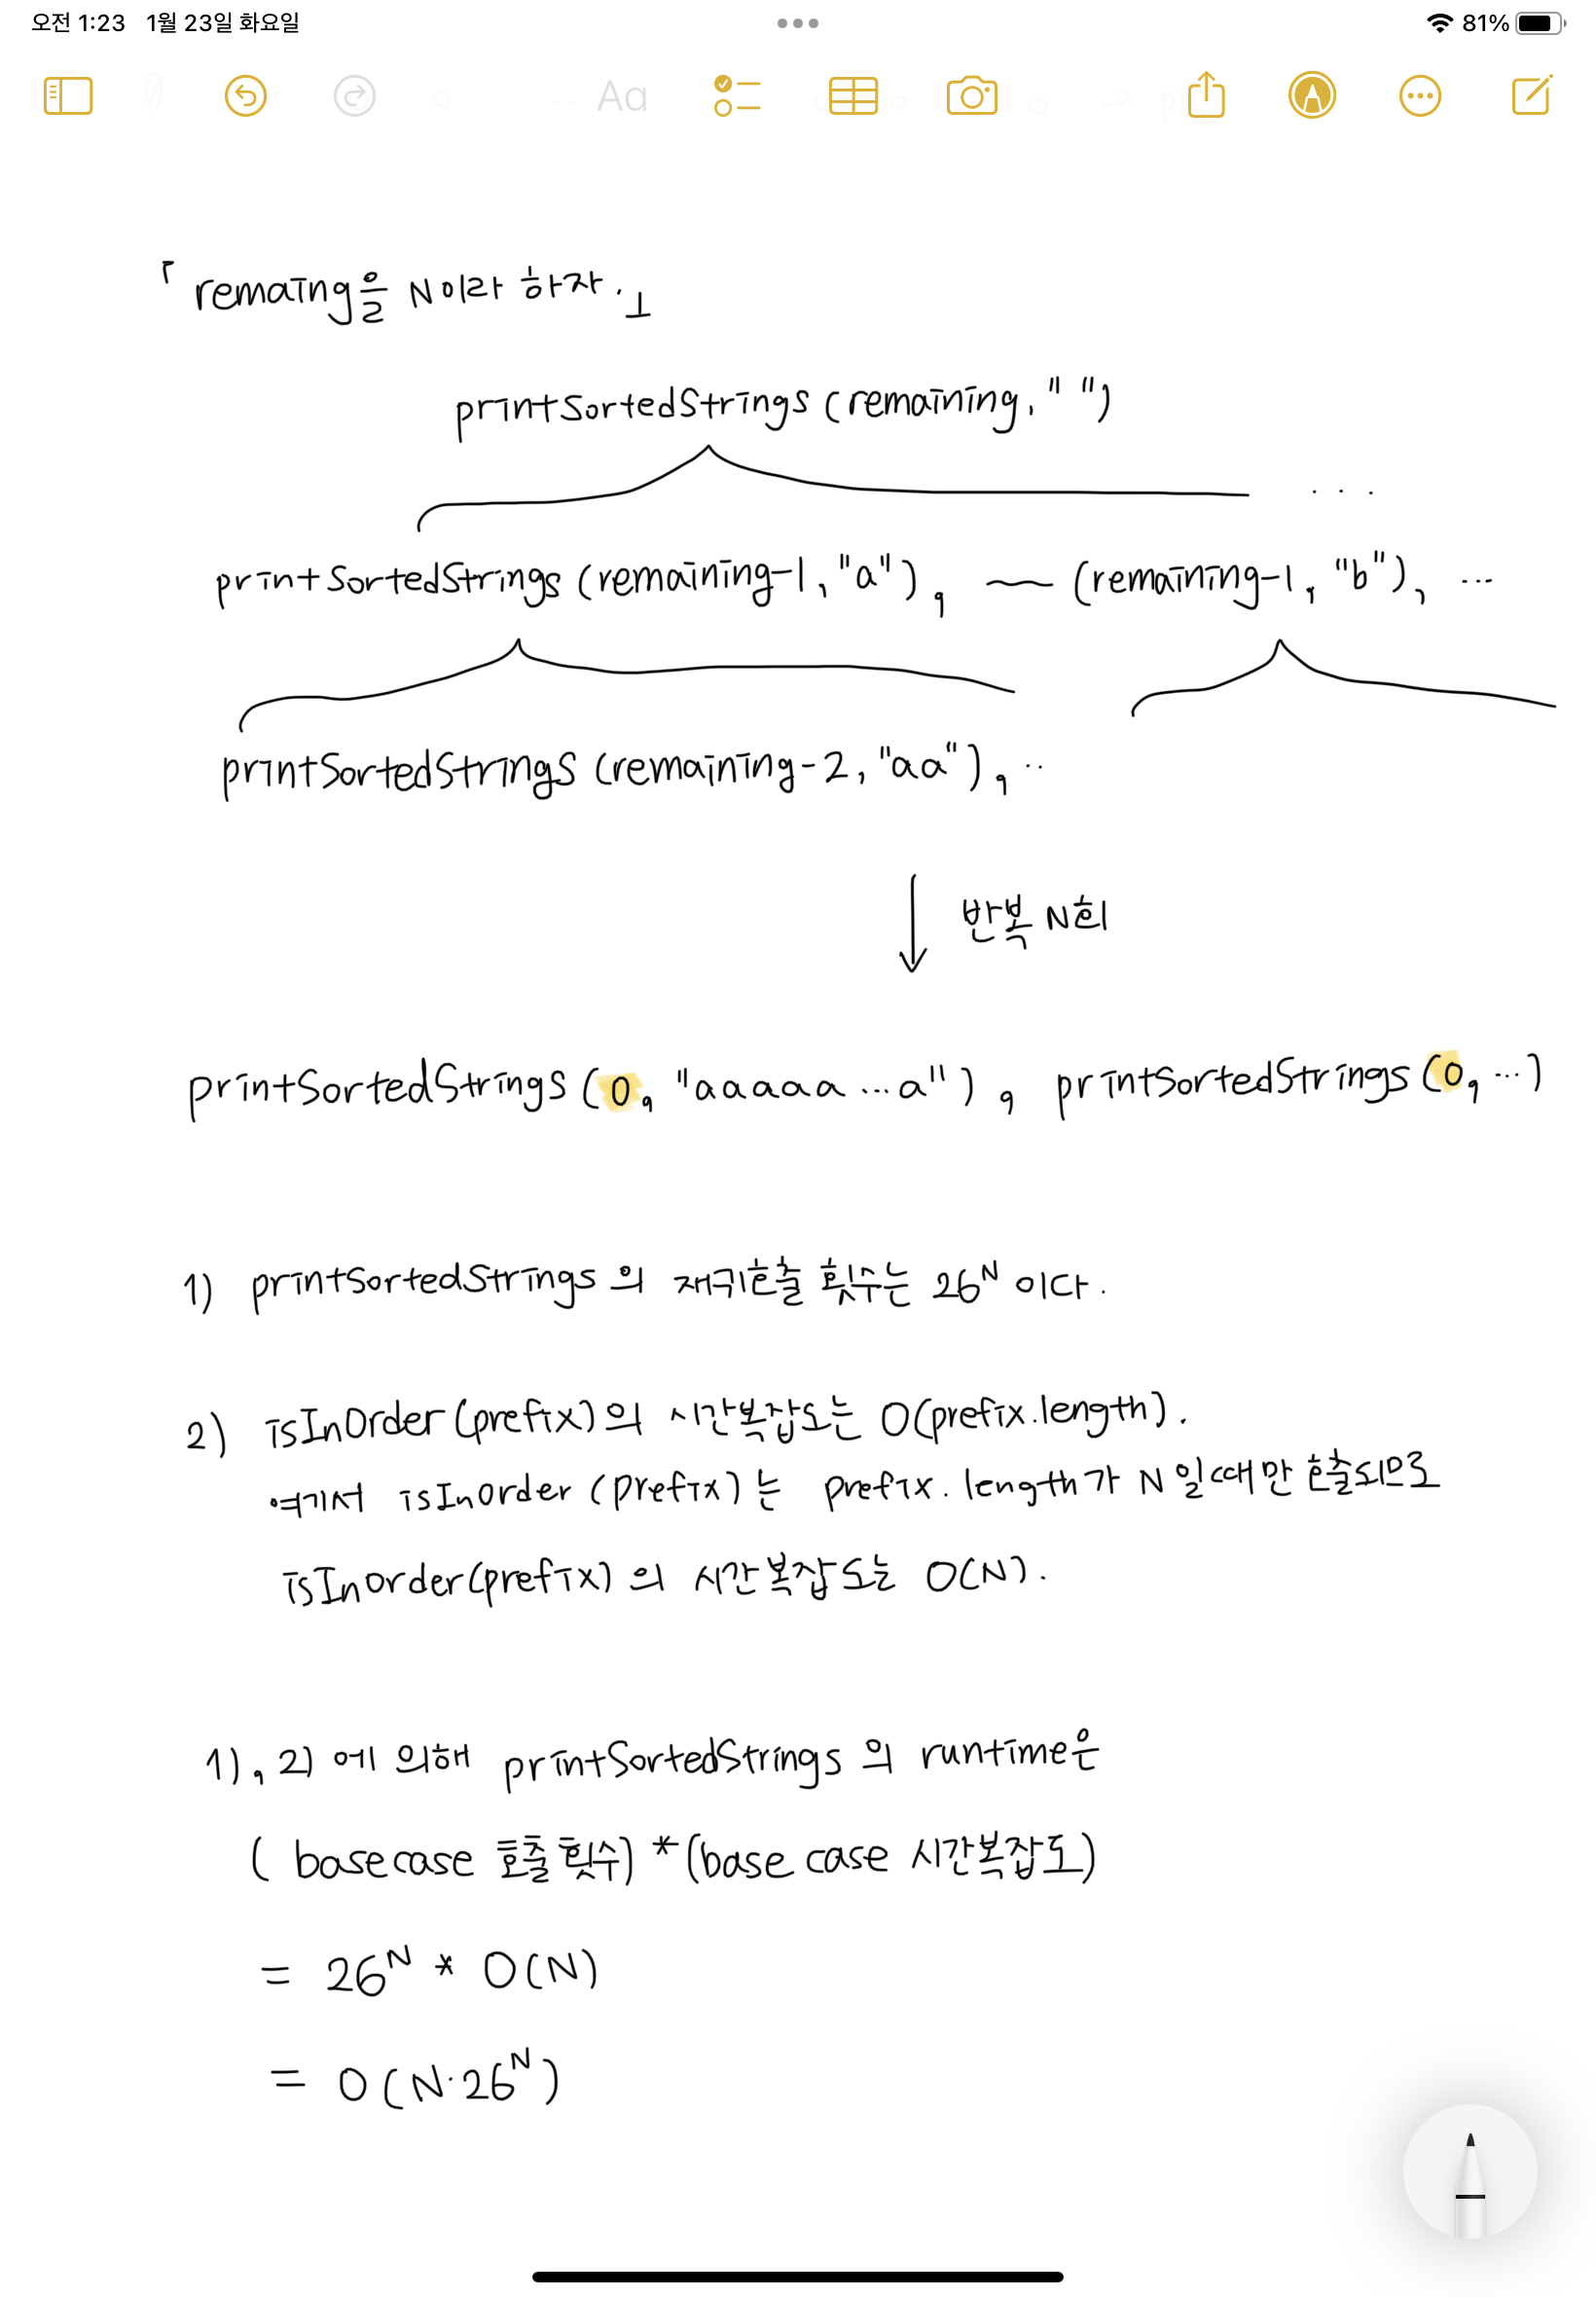 오전 1:23 1월 23일 화요일
81%
Aa
「remaing을 N이라 하자.」
printSortedStrings (remaining, " ")
...
printSortedStrings (remaining-1, "a"), ~ (remaining-1, "b"), ...
printSortedStrings (remaining-2, "aa"), ..
↓ 반복 N회
printSortedStrings (0, "aaaaa...a"), printSortedStrings (0, ...)
1) printSortedStrings 의 재귀호출 횟수는 26^N 이다.
2) isInOrder (prefix) 의 시간복잡도는 O(prefix.length).
여기서 isInorder (prefix) 는 prefix.length가 N일때만 호출되므로
isInorder(prefix) 의 시간복잡도는 O(N).
1), 2) 에 의해 printSortedStrings 의 runtime은
( basecase 호출횟수) * (base case 시간복잡도)
= 26^N * O(N)
= O(N·26^N)